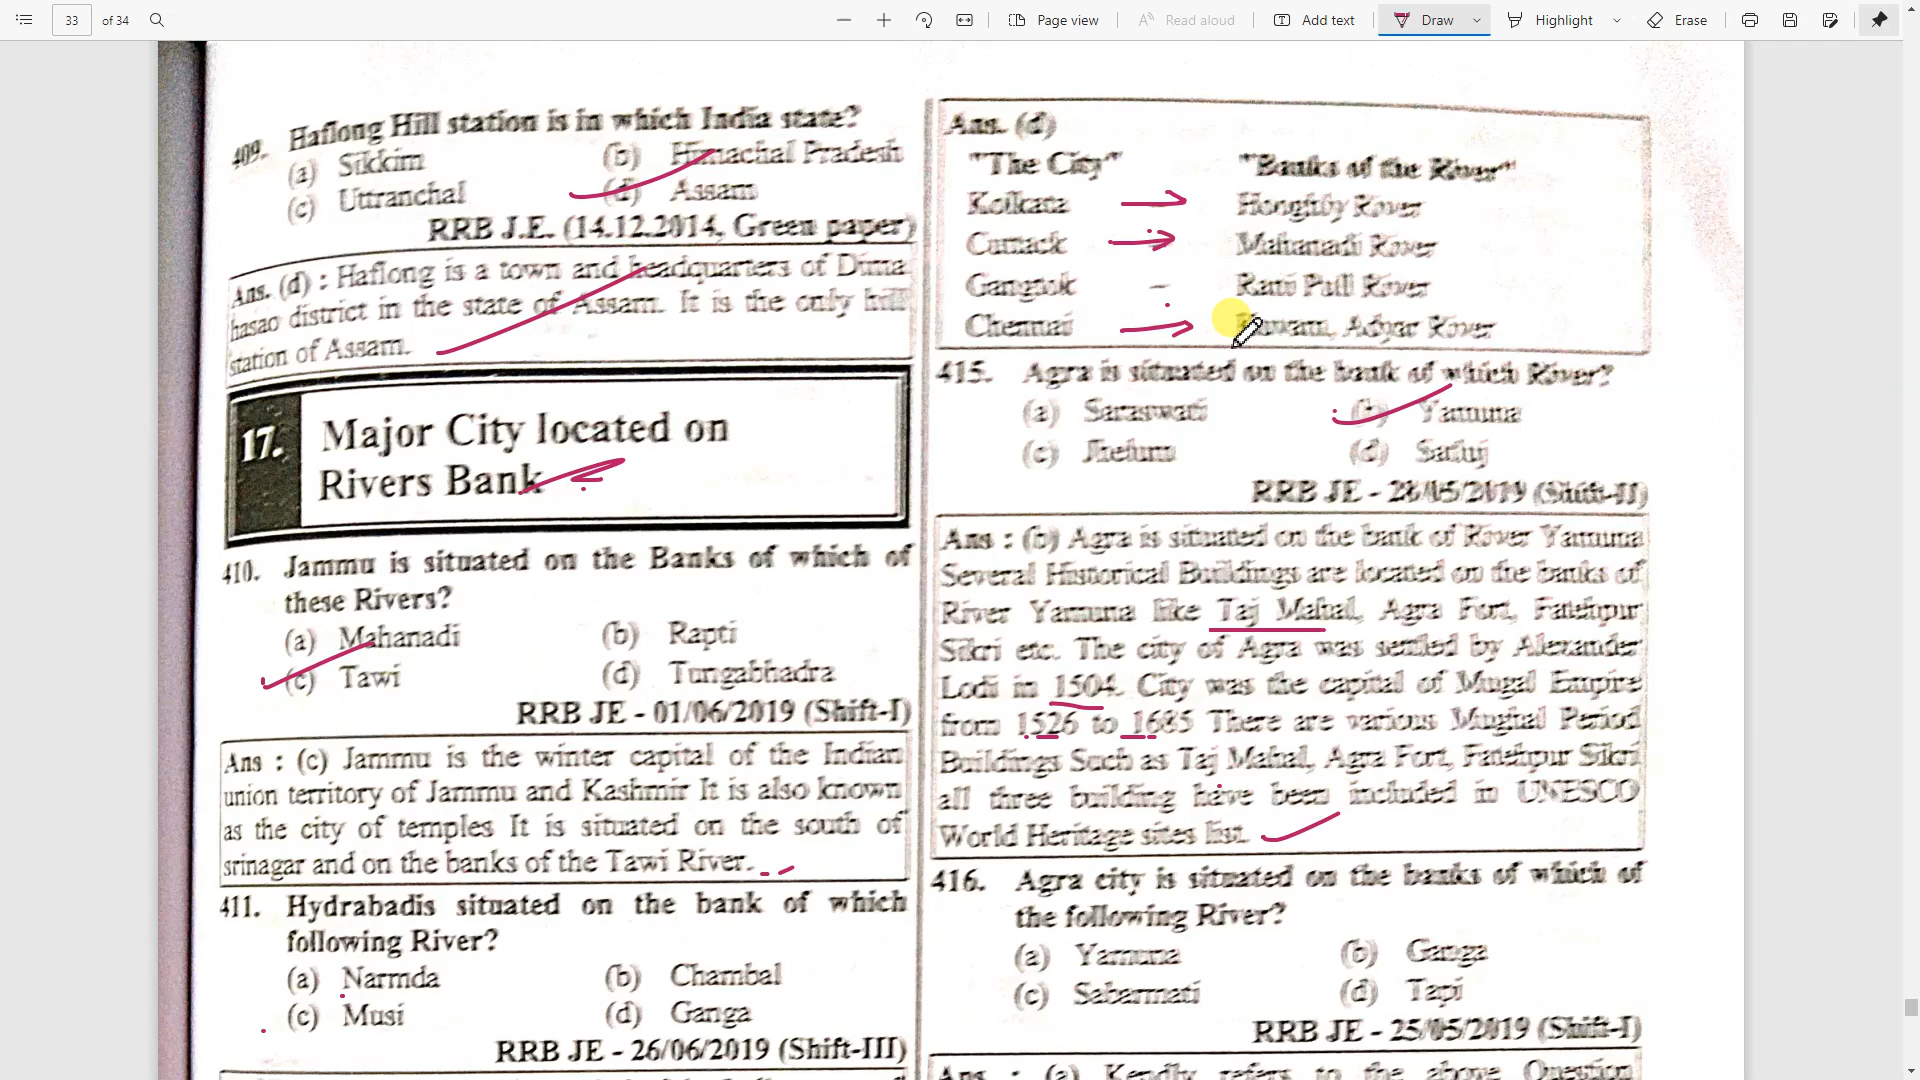 33 of 34 Page view Read aloud Add text Draw Highlight Erase
409. Haflong Hill station is in which India state?
(a) Sikkim (b) Himachal Pradesh
(c) Uttranchal (d) Assam
RRB J.E. (14.12.2014, Green paper)
Ans. (d) : Haflong is a town and headquarters of Dima
hasao district in the state of Assam. It is the only hill
station of Assam.
17. Major City located on
Rivers Bank
410. Jammu is situated on the Banks of which of
these Rivers?
(a) Mahanadi (b) Rapti
(c) Tawi (d) Tungabhadra
RRB JE - 01/06/2019 (Shift-I)
Ans : (c) Jammu is the winter capital of the Indian
union territory of Jammu and Kashmir It is also known
as the city of temples It is situated on the south of
srinagar and on the banks of the Tawi River.
411. Hydrabadis situated on the bank of which
following River?
(a) Narmda (b) Chambal
(c) Musi (d) Ganga
RRB JE - 26/06/2019 (Shift-III)
Ans. (d)
"The City" ""Banks of the River"
Kolkata Hooghly River
Cuttack Mahanadi River
Gangtok – Rani Pull River
Chennai Adyar River
415. Agra is situated on the bank of which River?
(a) Saraswati (b) Yamuna
(c) Jhelum (d) Satluj
RRB JE - 28/05/2019 (Shift-II)
Ans : (b) Agra is situated on the bank of River Yamuna
Several Historical Buildings are located on the banks of
River Yamuna like Taj Mahal, Agra Fort, Fatehpur
Sikri etc. The city of Agra was settled by Alexander
Lodi in 1504. City was the capital of Mugal Empire
from 1526 to 1685 There are various Mughal Period
Buildings Such as Taj Mahal, Agra Fort, Fatehpur Sikri
all three building have been included in UNESCO
World Heritage sites list.
416. Agra city is situated on the banks of which of
the following River?
(a) Yamuna (b) Ganga
(c) Sabarmati (d) Tapi
RRB JE - 25/05/2019 (Shift-I)
Ans : (a) Kendly refers to the above Question